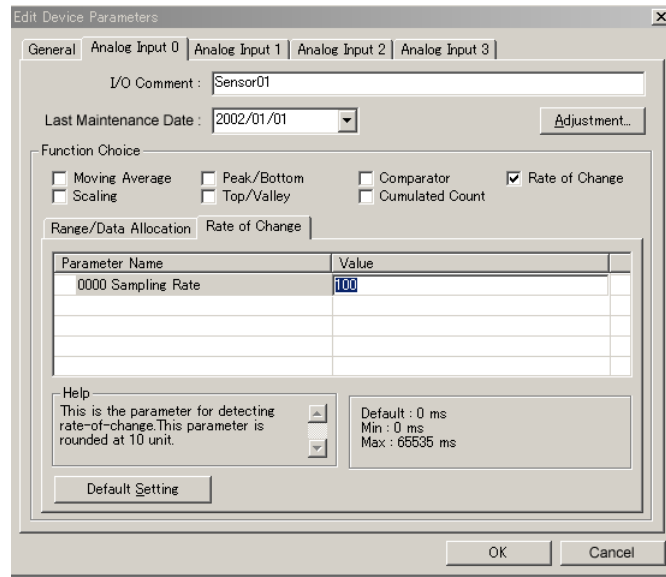 Edit Device Parameters
General Analog Input 0 Analog Input 1 Analog Input 2 Analog Input 3
I/O Comment : Sensor01
Last Maintenance Date : 2002/01/01 Adjustment...
Function Choice
Moving Average Peak/Bottom Comparator Rate of Change
Scaling Top/Valley Cumulated Count
Range/Data Allocation Rate of Change
Parameter Name Value
0000 Sampling Rate 100
Help
This is the parameter for detecting
rate-of-change.This parameter is
rounded at 10 unit.
Default : 0 ms
Min : 0 ms
Max : 65535 ms
Default Setting
OK Cancel